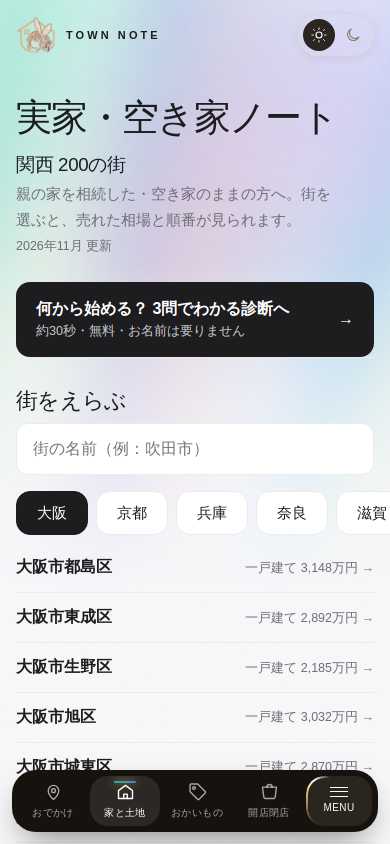 TOWN NOTE
実家・空き家ノート
関西 200の街
親の家を相続した・空き家のままの方へ。街を
選ぶと、売れた相場と順番が見られます。
2026年11月 更新
何から始める？ 3問でわかる診断へ
→
約30秒・無料・お名前は要りません
街をえらぶ
街の名前（例：吹田市）
大阪 京都 兵庫 奈良 滋賀
大阪市都島区 一戸建て 3,148万円 →
大阪市東成区 一戸建て 2,892万円 →
大阪市生野区 一戸建て 2,185万円 →
大阪市旭区 一戸建て 3,032万円 →
大阪市城東区 一戸建て 2,870万円 →
おでかけ 家と土地 おかいもの 開店閉店 MENU